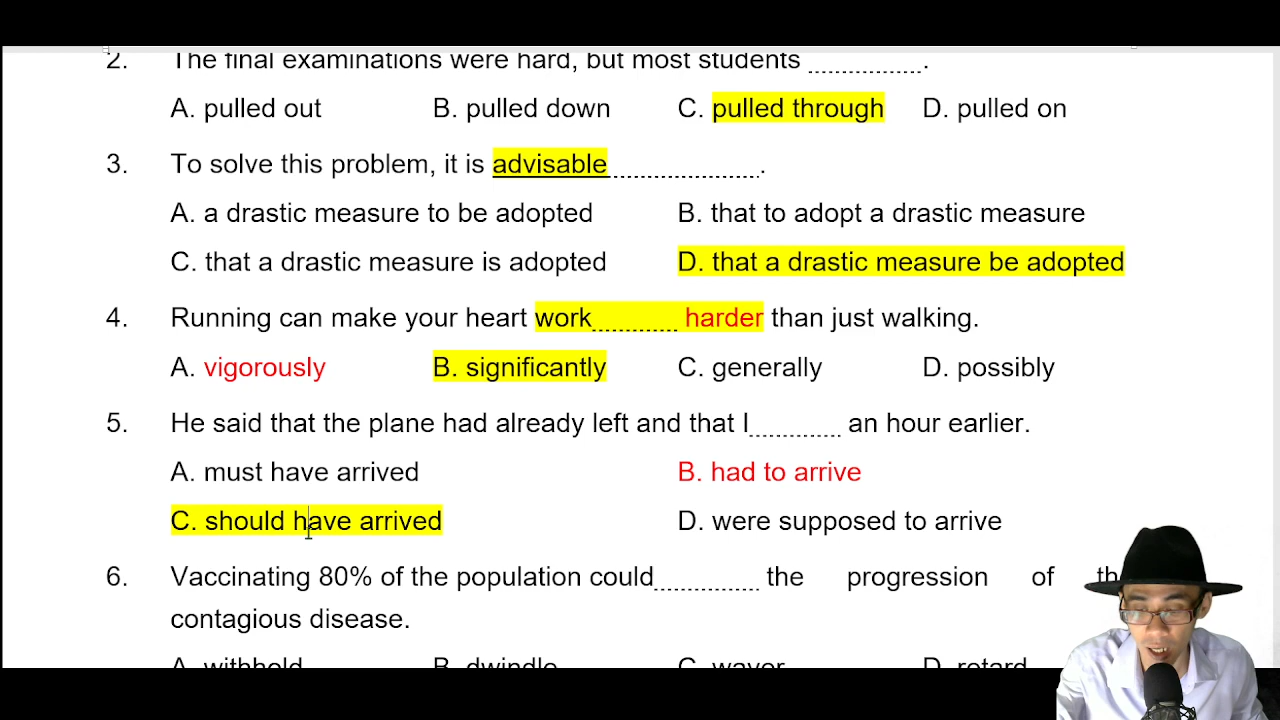 2. The final examinations were hard, but most students ..............
A. pulled out B. pulled down C. pulled through D. pulled on
3. To solve this problem, it is advisable....................
A. a drastic measure to be adopted B. that to adopt a drastic measure
C. that a drastic measure is adopted D. that a drastic measure be adopted
4. Running can make your heart work........... harder than just walking.
A. vigorously B. significantly C. generally D. possibly
5. He said that the plane had already left and that I............ an hour earlier.
A. must have arrived B. had to arrive
C. should have arrived D. were supposed to arrive
6. Vaccinating 80% of the population could.............. the progression of
contagious disease.
A. withhold B. dwindle C. waver D. retard